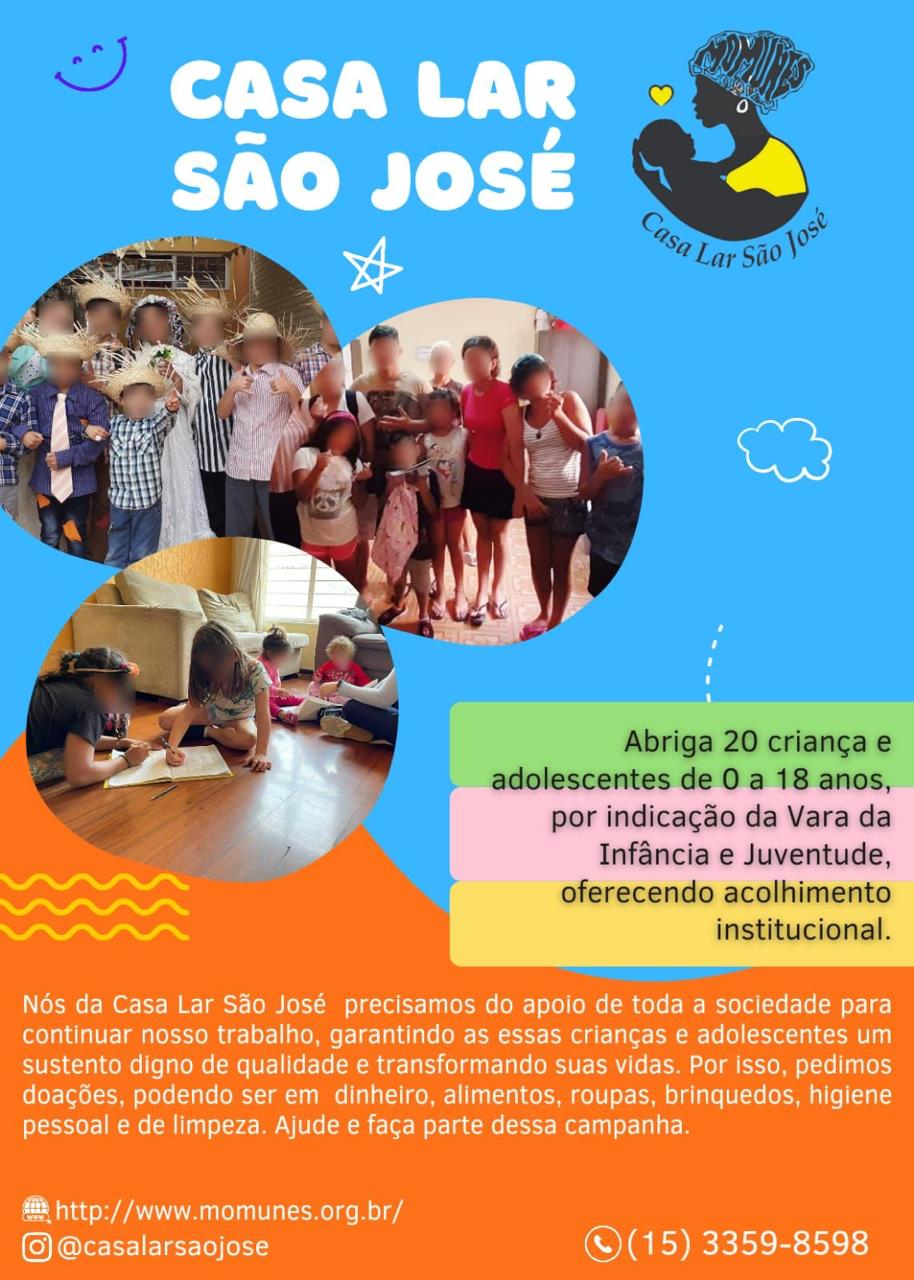 CASA LAR
SÃO JOSÉ
MOMUNES
Casa Lar São José
Abriga 20 criança e
adolescentes de 0 a 18 anos,
por indicação da Vara da
Infância e Juventude,
oferecendo acolhimento
institucional.
Nós da Casa Lar São José precisamos do apoio de toda a sociedade para
continuar nosso trabalho, garantindo as essas crianças e adolescentes um
sustento digno de qualidade e transformando suas vidas. Por isso, pedimos
doações, podendo ser em dinheiro, alimentos, roupas, brinquedos, higiene
pessoal e de limpeza. Ajude e faça parte dessa campanha.
www http://www.momunes.org.br/
@casalarsaojose
(15) 3359-8598